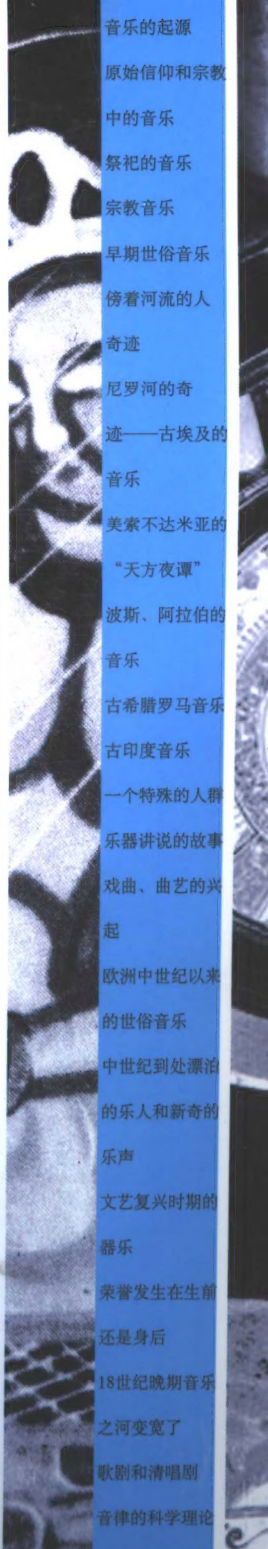 音乐的起源
原始信仰和宗教
中的音乐
祭祀的音乐
宗教音乐
早期世俗音乐
傍着河流的人
奇迹
尼罗河的奇
迹——古埃及的
音乐
美索不达米亚的
“天方夜谭”
波斯、阿拉伯的
音乐
古希腊罗马音乐
古印度音乐
一个特殊的人群
乐器讲说的故事
戏曲、曲艺的兴
起
欧洲中世纪以来
的世俗音乐
中世纪到处漂泊
的乐人和新奇的
乐声
文艺复兴时期的
器乐
荣誉发生在生前
还是身后
18世纪晚期音乐
之河变宽了
歌剧和清唱剧
音律的科学理论